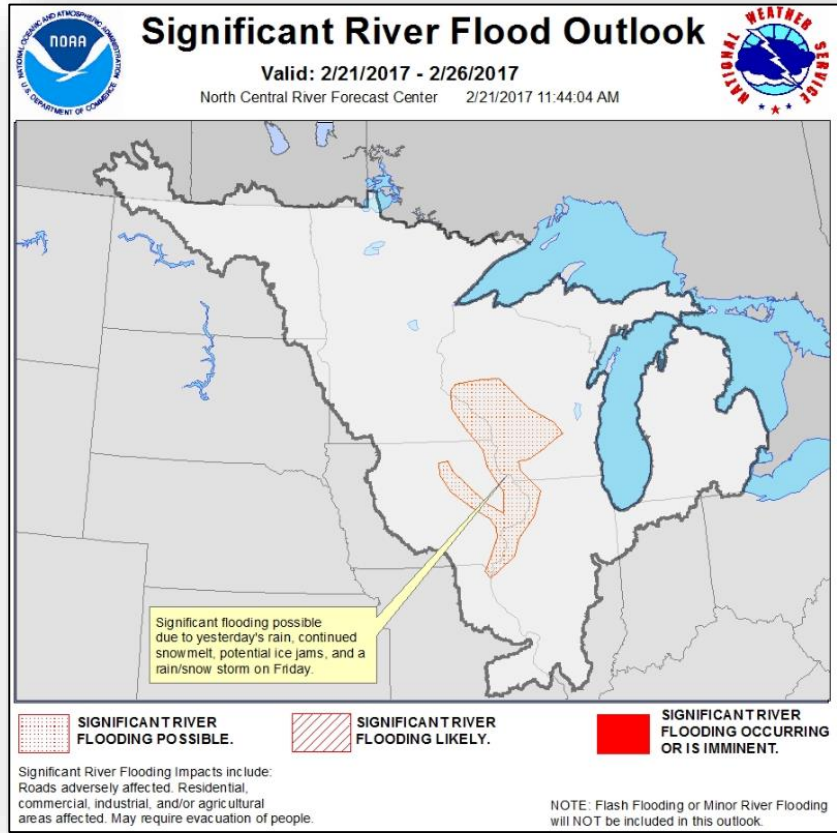 NATIONAL OCEANIC AND ATMOSPHERIC ADMINISTRATION
U.S. DEPARTMENT OF COMMERCE
NOAA
Significant River Flood Outlook
NATIONAL WEATHER SERVICE
Valid: 2/21/2017 - 2/26/2017
North Central River Forecast Center 2/21/2017 11:44:04 AM
Significant flooding possible
due to yesterday's rain, continued
snowmelt, potential ice jams, and a
rain/snow storm on Friday.
SIGNIFICANT RIVER
FLOODING POSSIBLE.
SIGNIFICANT RIVER
FLOODING LIKELY.
SIGNIFICANT RIVER
FLOODING OCCURRING
OR IS IMMINENT.
Significant River Flooding Impacts include:
Roads adversely affected. Residential,
commercial, industrial, and/or agricultural
areas affected. May require evacuation of people.
NOTE: Flash Flooding or Minor River Flooding
will NOT be included in this outlook.